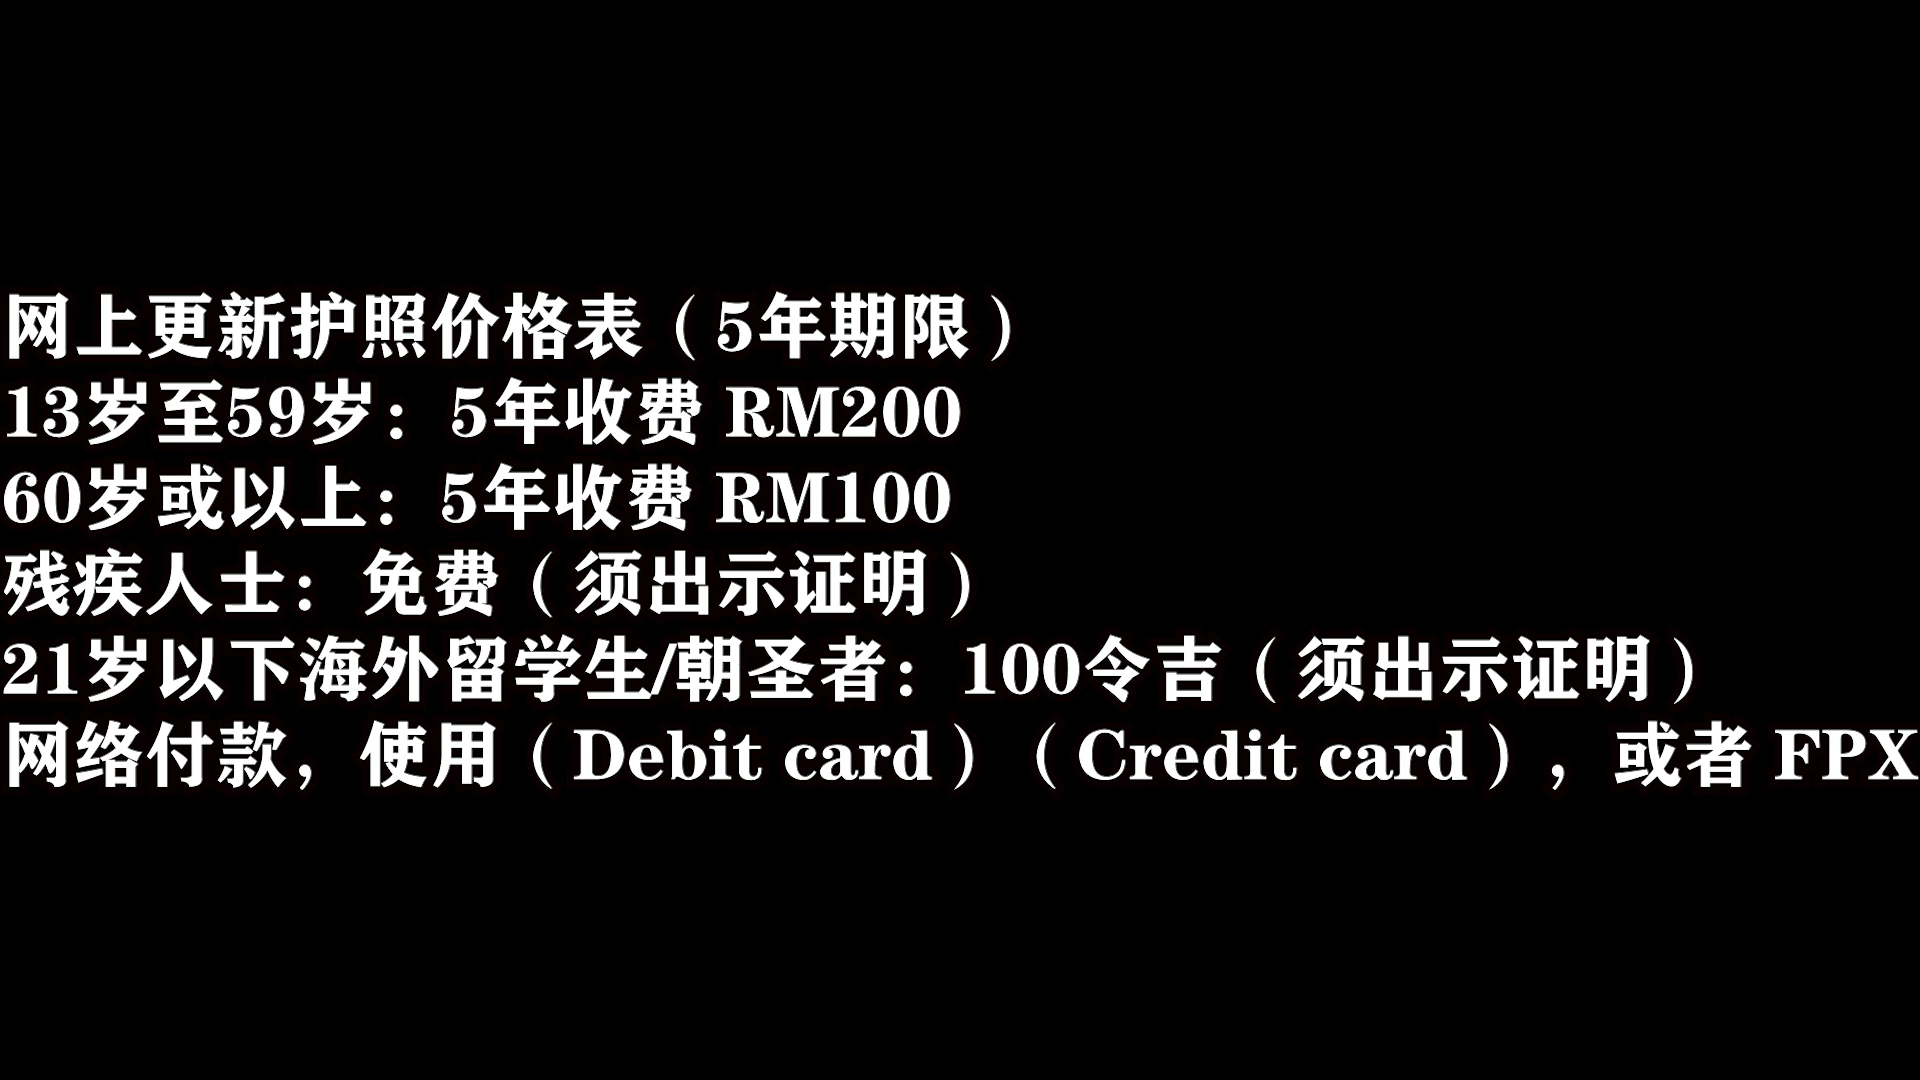 网上更新护照价格表（5年期限）
13岁至59岁：5年收费 RM200
60岁或以上：5年收费 RM100
残疾人士：免费（须出示证明）
21岁以下海外留学生/朝圣者：100令吉（须出示证明）
网络付款，使用（Debit card）（Credit card），或者 FPX